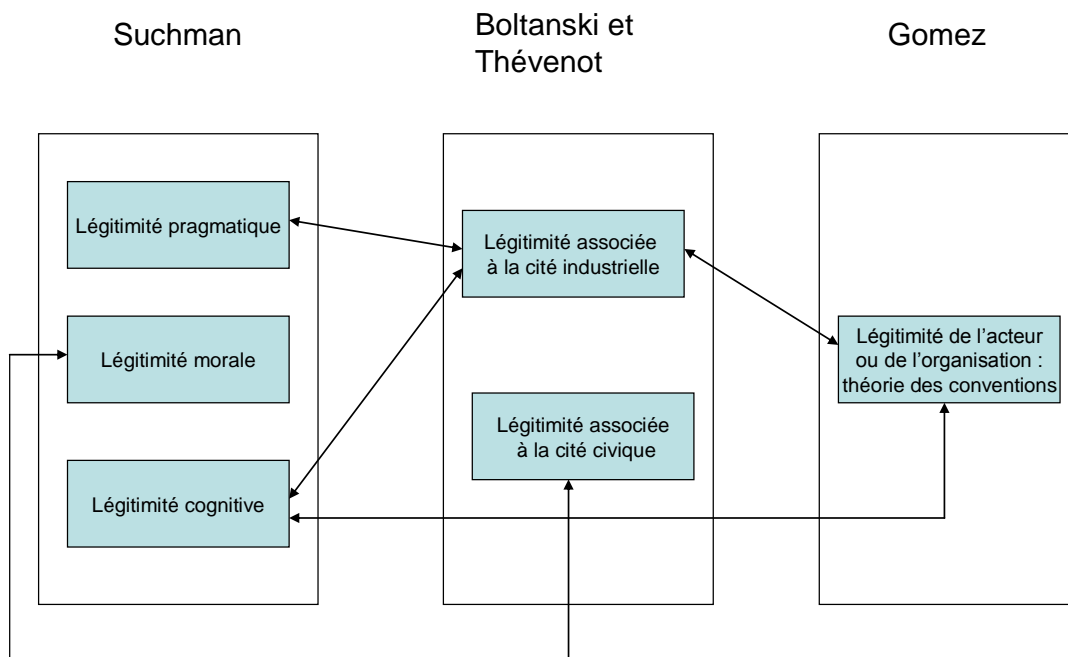 Suchman
Boltanski et
Thévenot
Gomez
Légitimité pragmatique
Légitimité morale
Légitimité cognitive
Légitimité associée
à la cité industrielle
Légitimité associée
à la cité civique
Légitimité de l’acteur
ou de l’organisation :
théorie des conventions